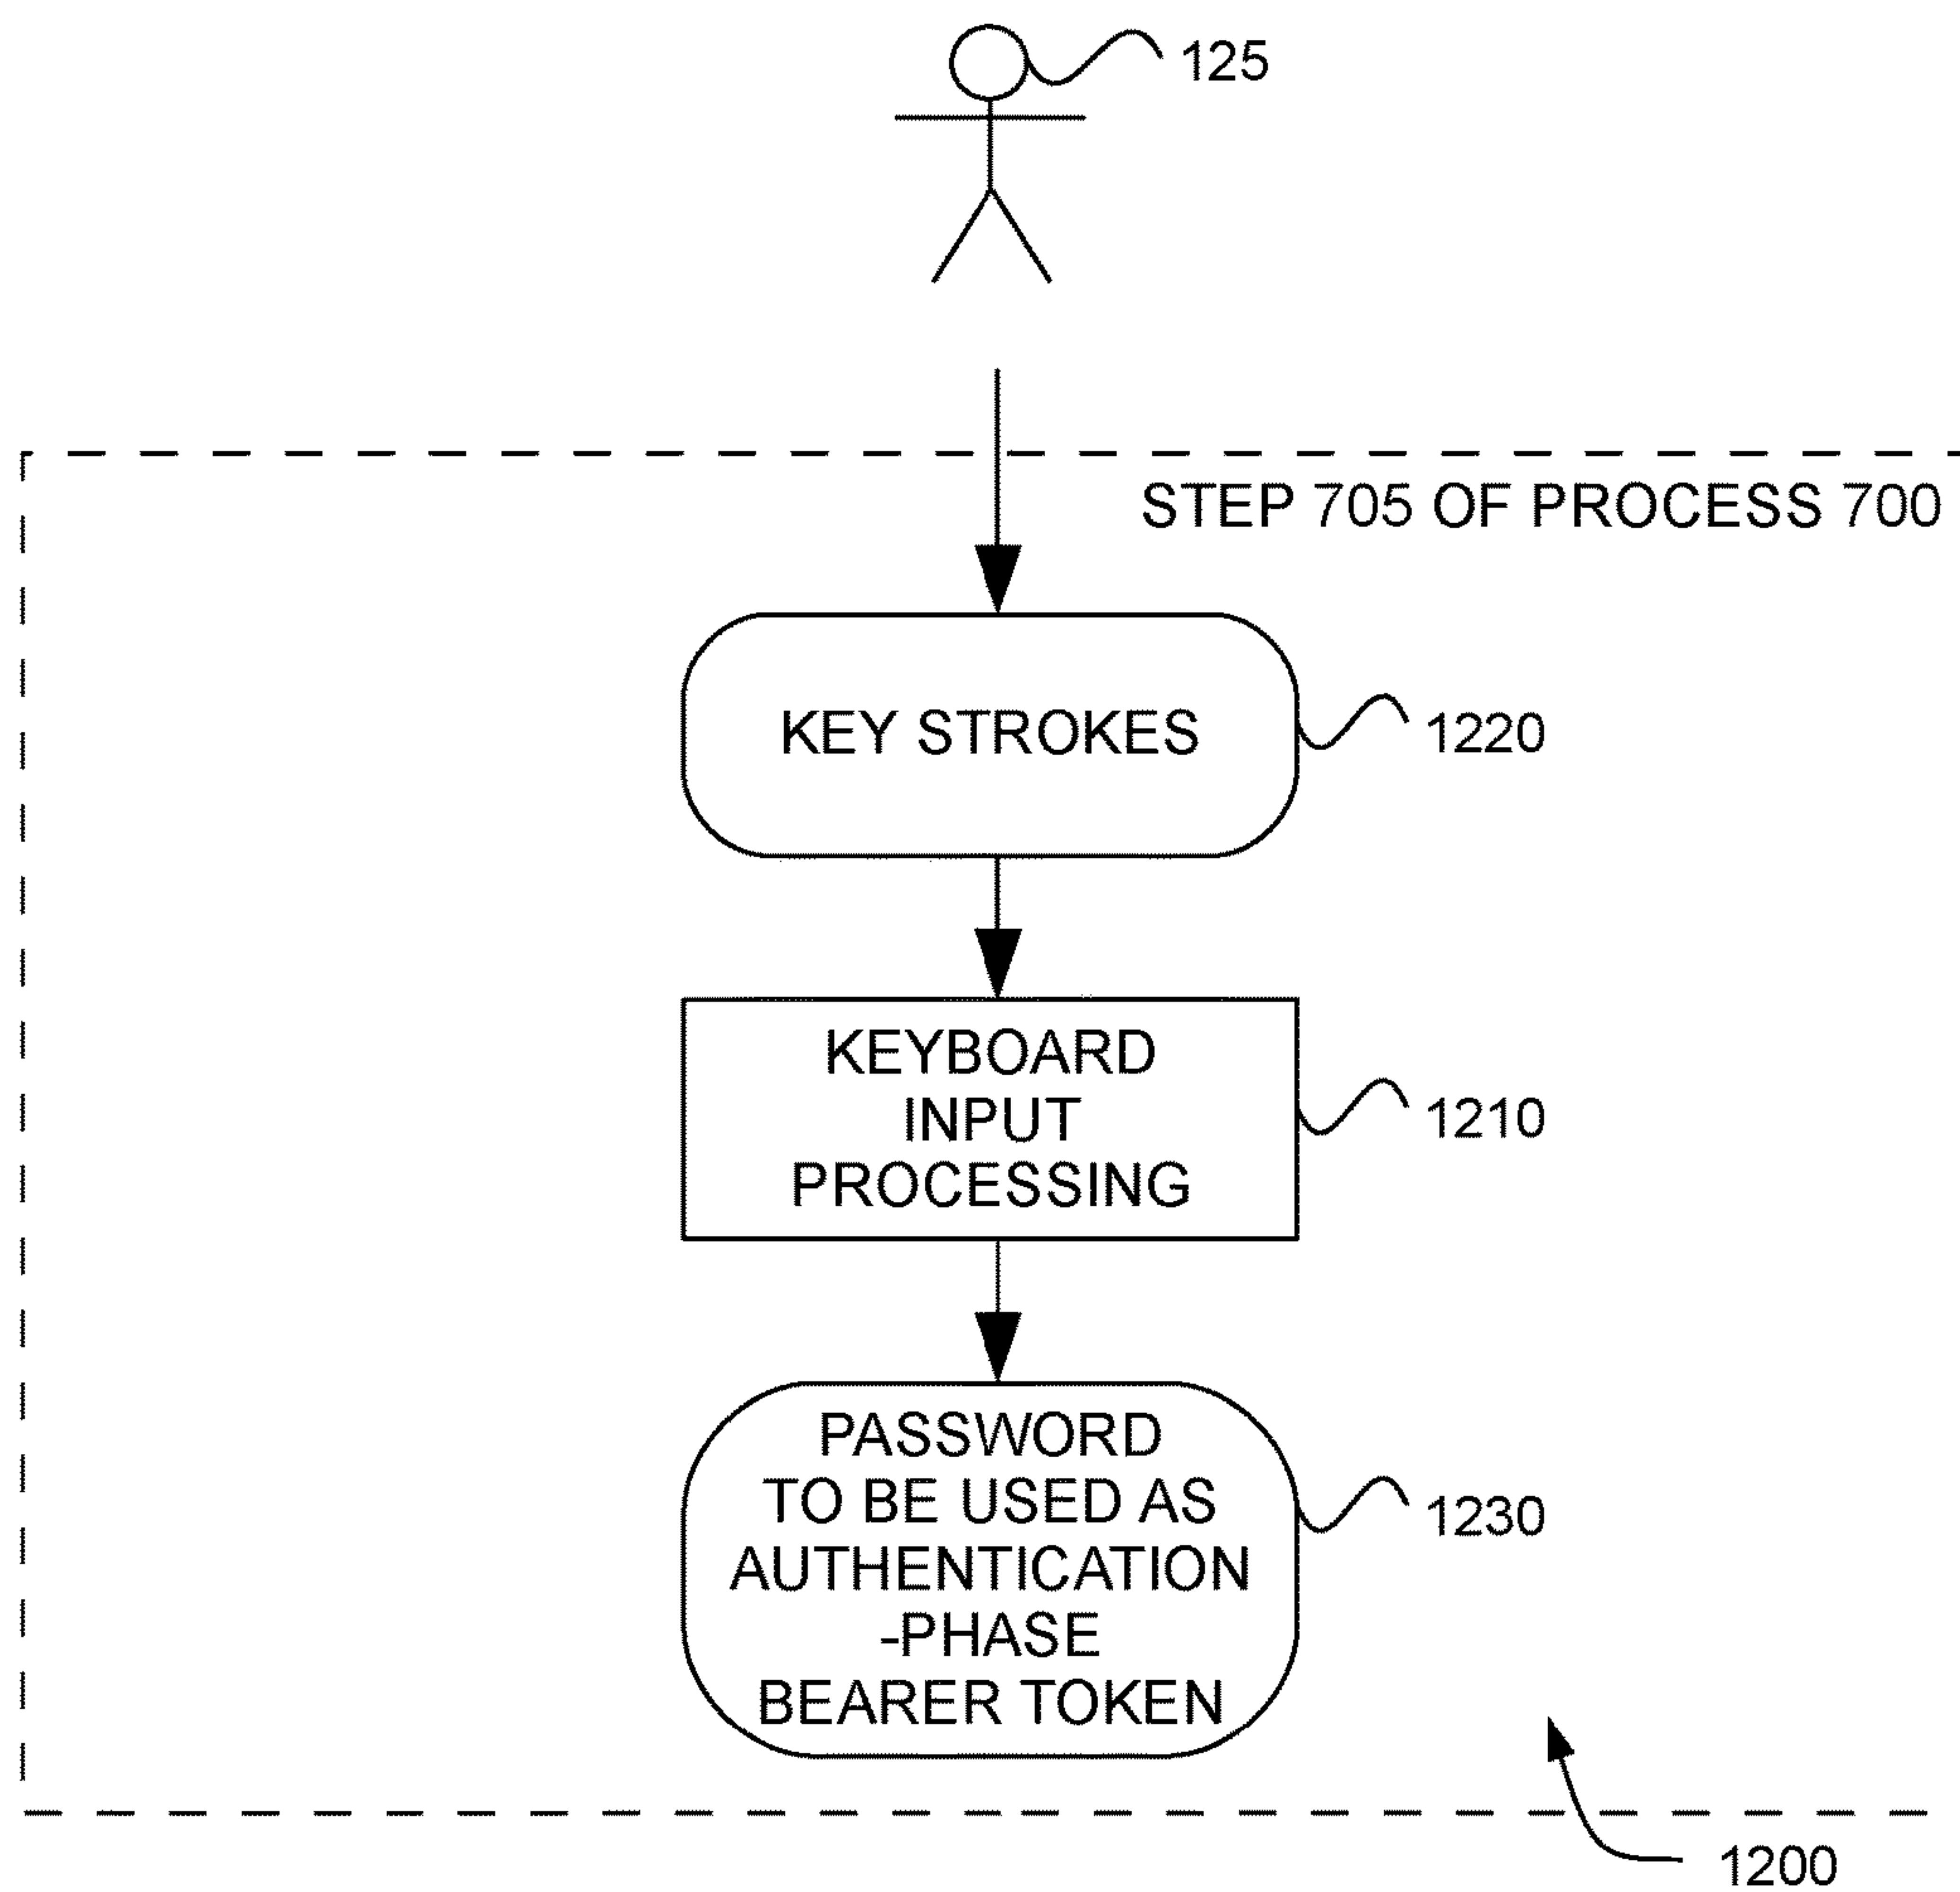 125
STEP 705 OF PROCESS 700
KEY STROKES
1220
KEYBOARD
INPUT
PROCESSING
1210
PASSWORD
TO BE USED AS
AUTHENTICATION
-PHASE
BEARER TOKEN
1230
1200